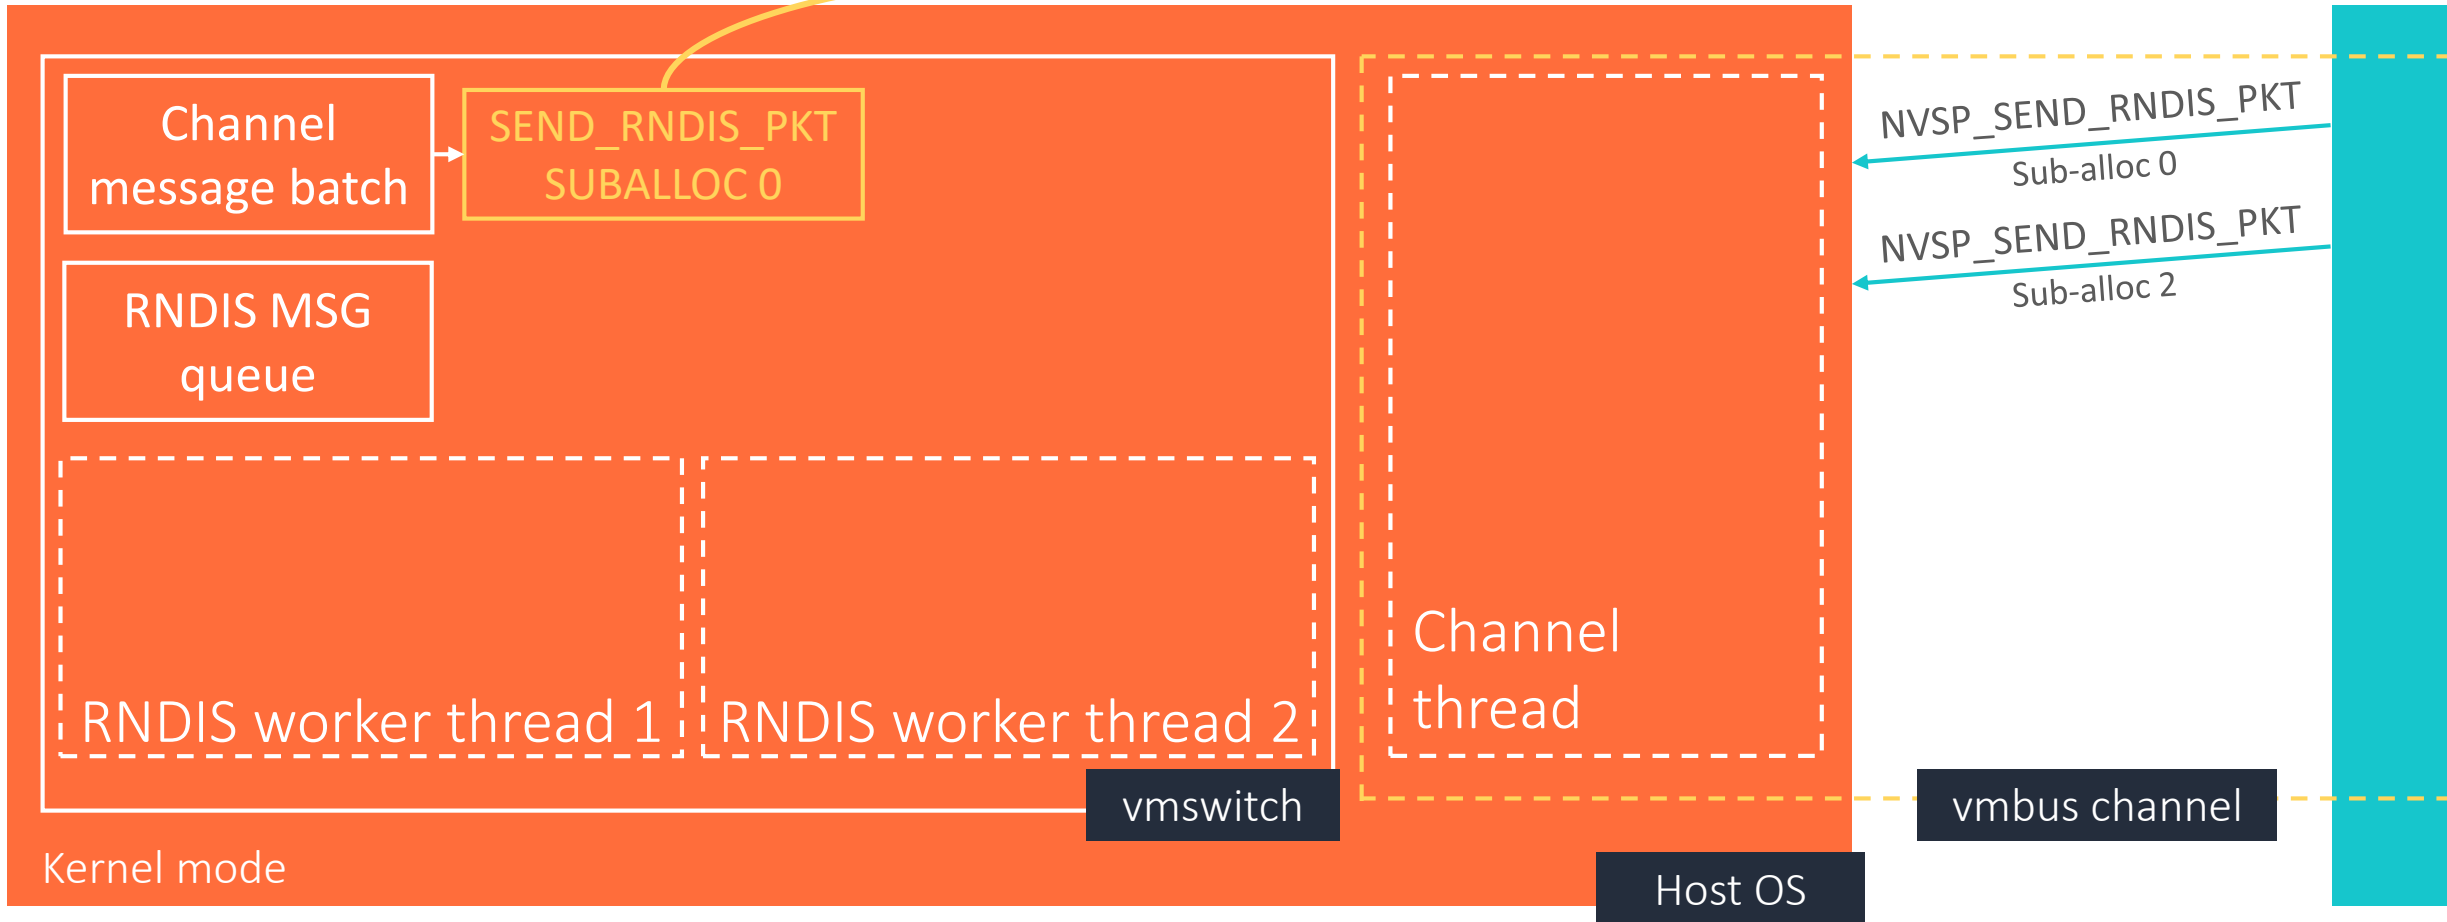 Channel
message batch
SEND_RNDIS_PKT
SUBALLOC 0
RNDIS MSG
queue
RNDIS worker thread 1
RNDIS worker thread 2
vmswitch
Kernel mode
Channel
thread
Host OS
NVSP_SEND_RNDIS_PKT
Sub-alloc 0
NVSP_SEND_RNDIS_PKT
Sub-alloc 2
vmbus channel